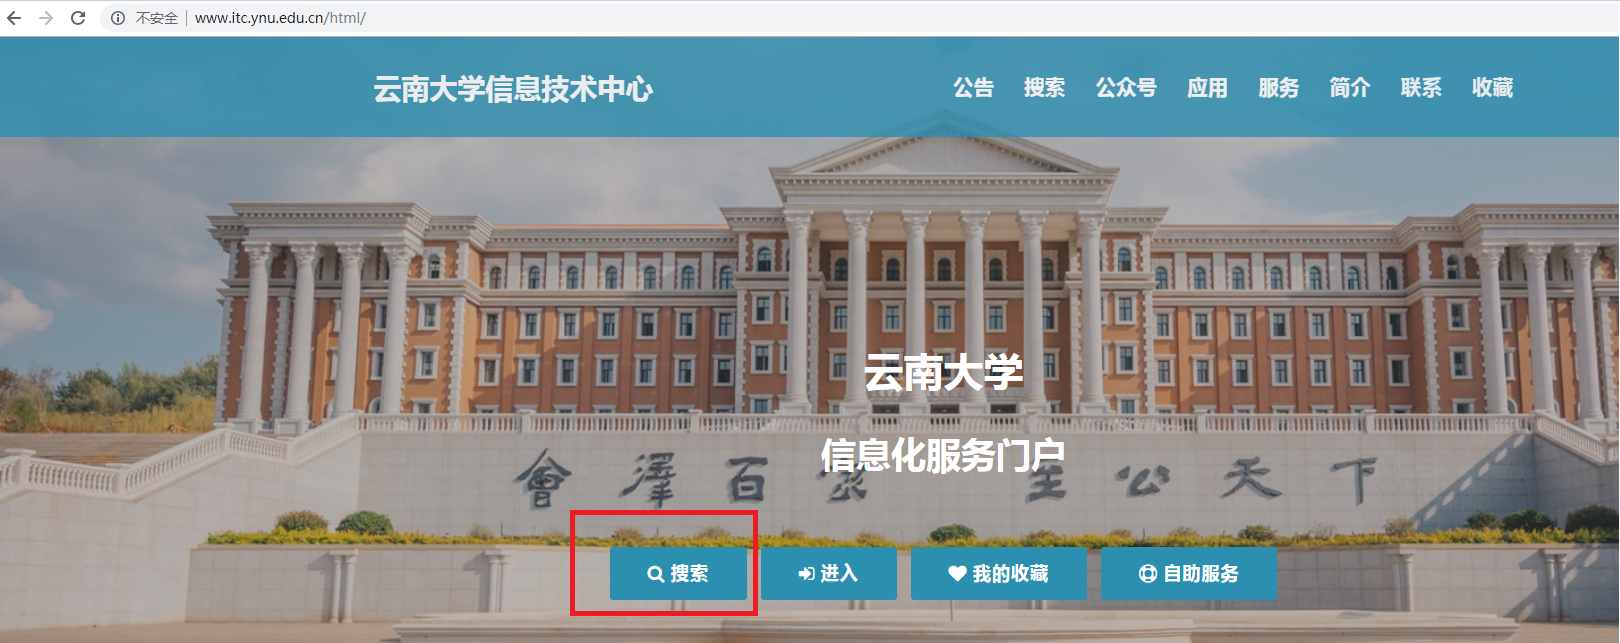 不安全 | www.itc.ynu.edu.cn/html/
云南大学信息技术中心
公告 搜索 公众号 应用 服务 简介 联系 收藏
云南大学
信息化服务门户
會澤百家 至公天下
搜索 进入 我的收藏 自助服务